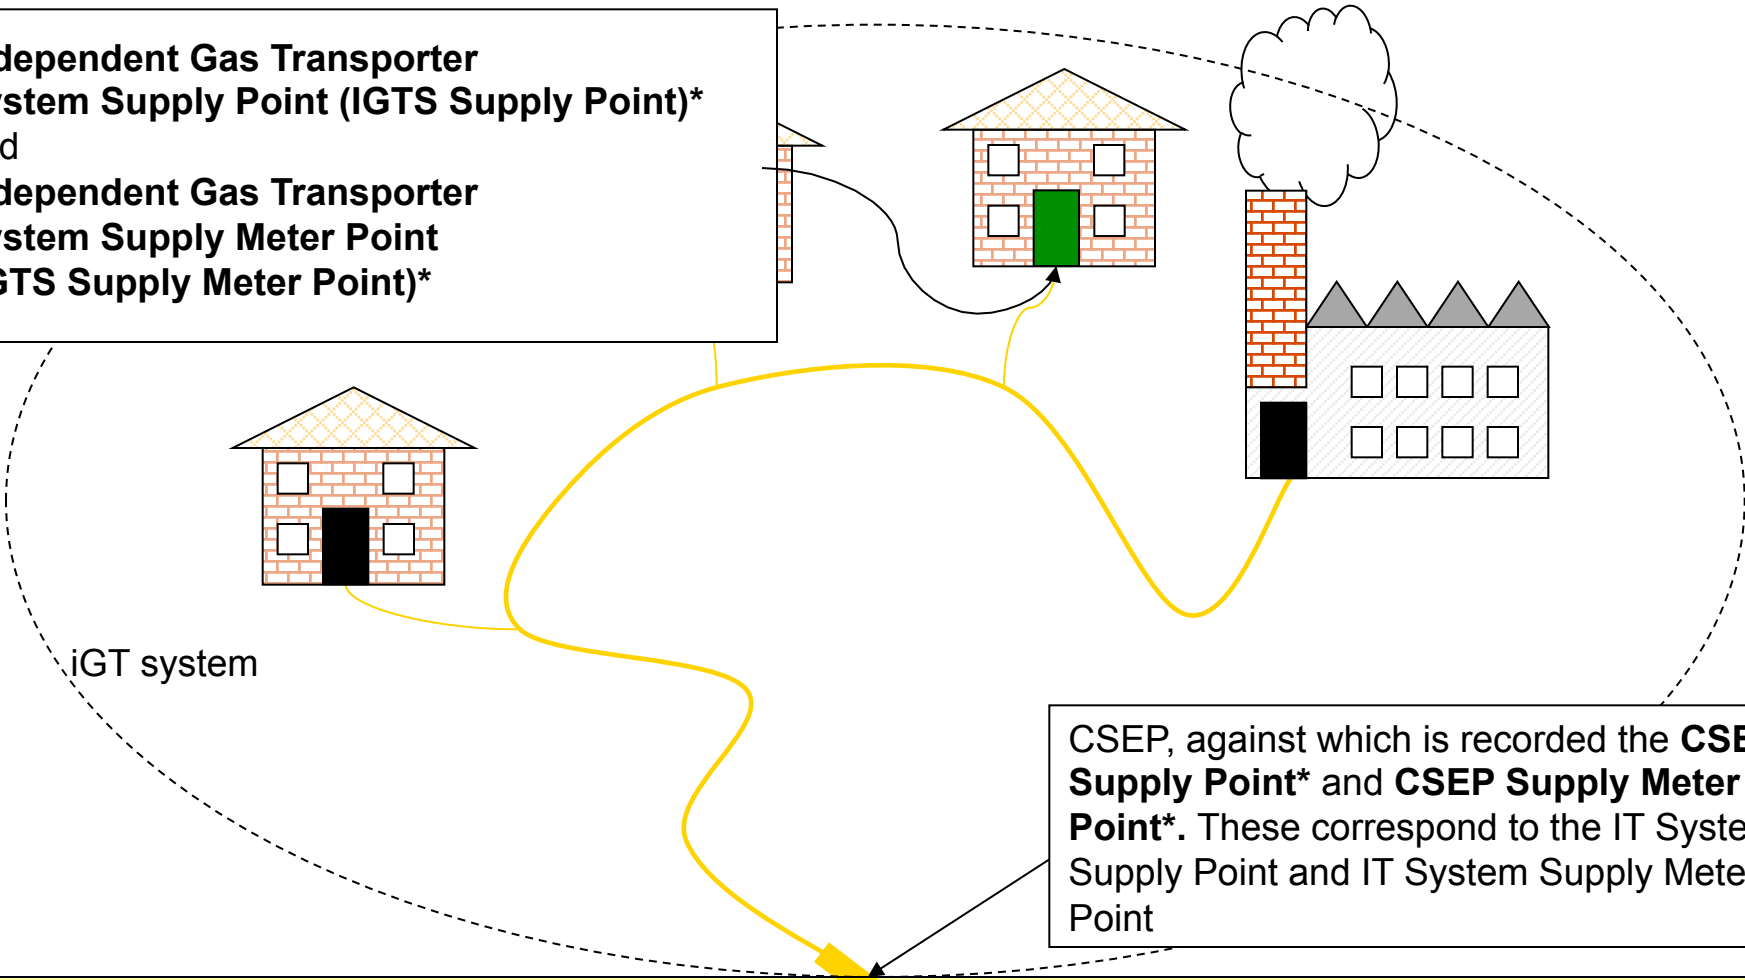 dependent Gas Transporter
ystem Supply Point (IGTS Supply Point)*
d
dependent Gas Transporter
ystem Supply Meter Point
GTS Supply Meter Point)*
iGT system
CSEP, against which is recorded the CSE
Supply Point* and CSEP Supply Meter
Point*. These correspond to the IT Syste
Supply Point and IT System Supply Mete
Point